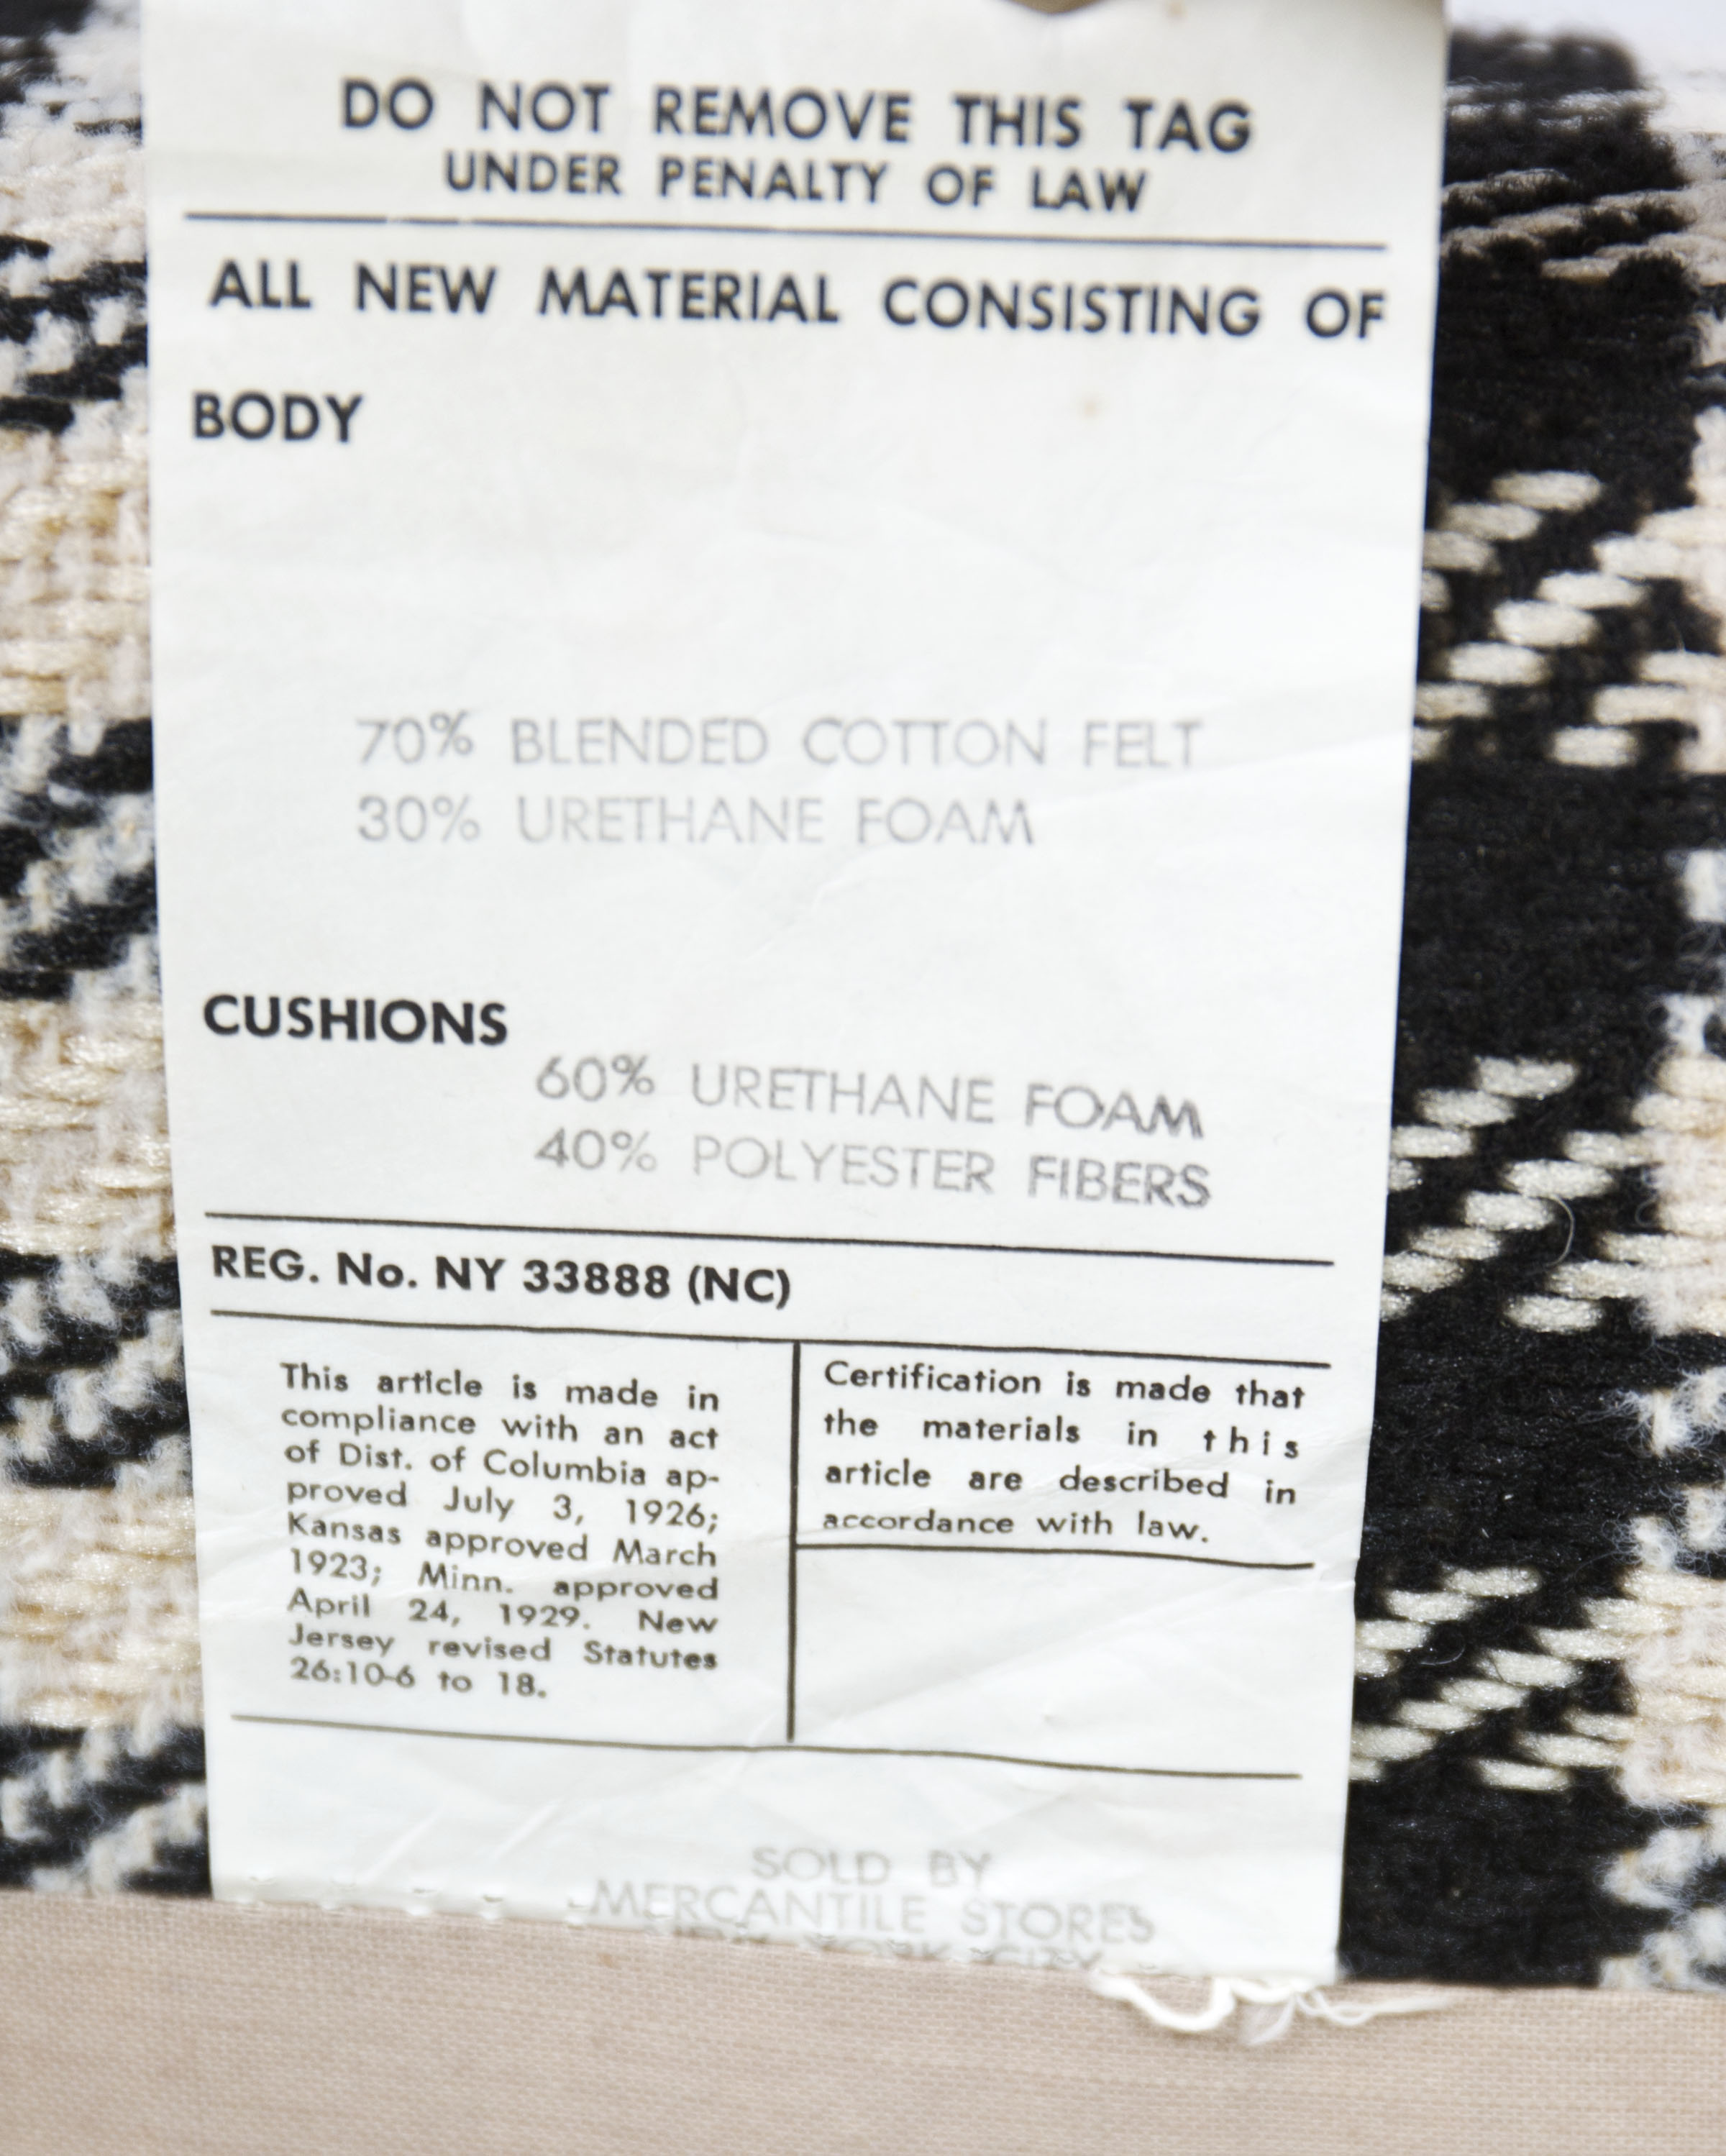 DO NOT REMOVE THIS TAG
UNDER PENALTY OF LAW
ALL NEW MATERIAL CONSISTING OF
BODY
70% BLENDED COTTON FELT
30% URETHANE FOAM
CUSHIONS
60% URETHANE FOAM
40% POLYESTER FIBERS
REG. No. NY 33888 (NC)
This article is made in
compliance with an act
of Dist. of Columbia ap-
proved July 3, 1926;
Kansas approved March
1923; Minn. approved
April 24, 1929. New
Jersey revised Statutes
26:10-6 to 18.
Certification is made that
the materials in this
article are described in
accordance with law.
SOLD BY
MERCANTILE STORES
YORK CITY